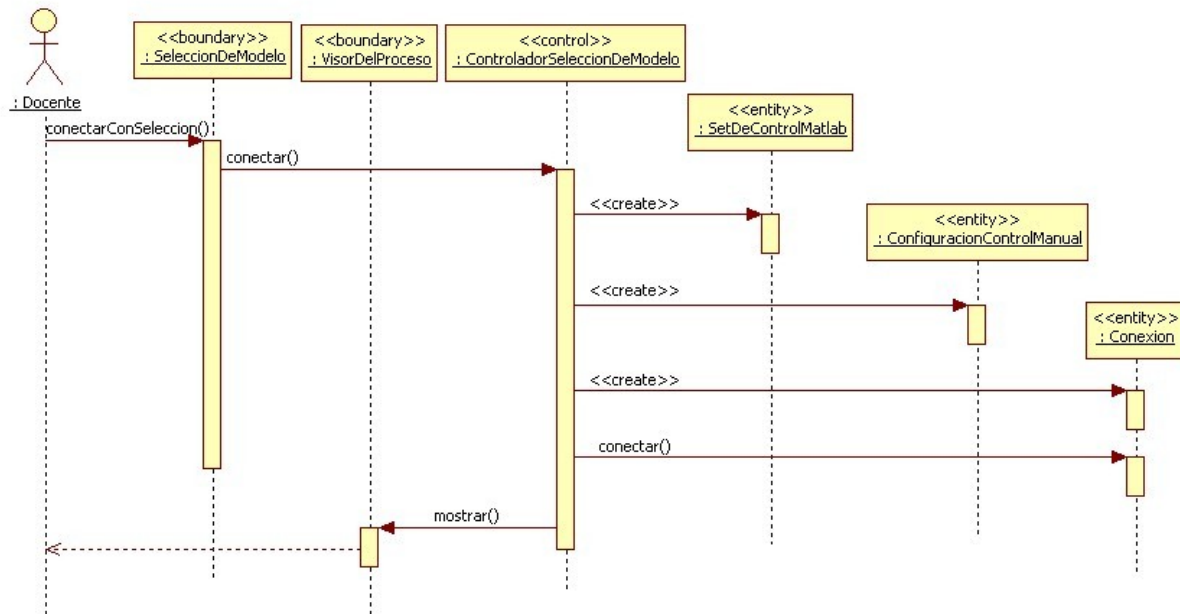 <<boundary>>
: SeleccionDeModelo
<<boundary>>
: VisorDelProceso
<<control>>
: ControladorSeleccionDeModelo
: Docente
<<entity>>
: SetDeControlMatlab
conectarConSeleccion()
conectar()
<<create>>
<<entity>>
: ConfiguracionControlManual
<<create>>
<<entity>>
: Conexion
<<create>>
conectar()
mostrar()